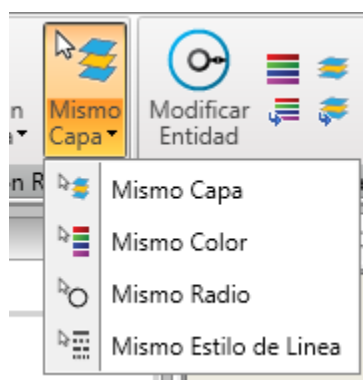 Mismo
Capa
Modificar
Entidad
Mismo Capa
Mismo Color
Mismo Radio
Mismo Estilo de Linea